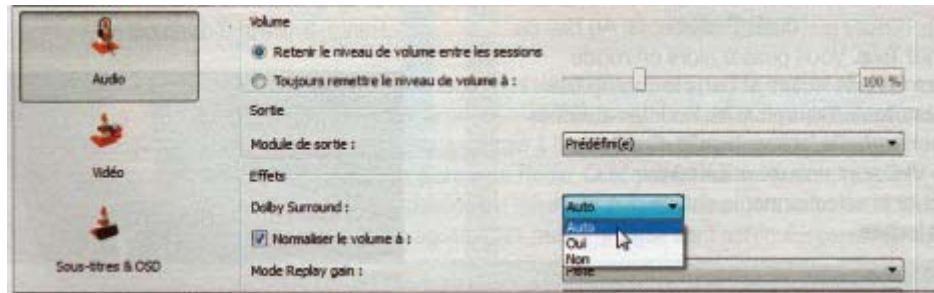 Audio
Vidéo
Sous-titres & OSD
Volume
Retenir le niveau de volume entre les sessions
Toujours remettre le niveau de volume à :
100 %
Sortie
Module de sortie :
Prédéfini(e)
Effets
Dolby Surround :
Auto
Auto
Oui
Non
Normaliser le volume à :
Mode Replay gain :